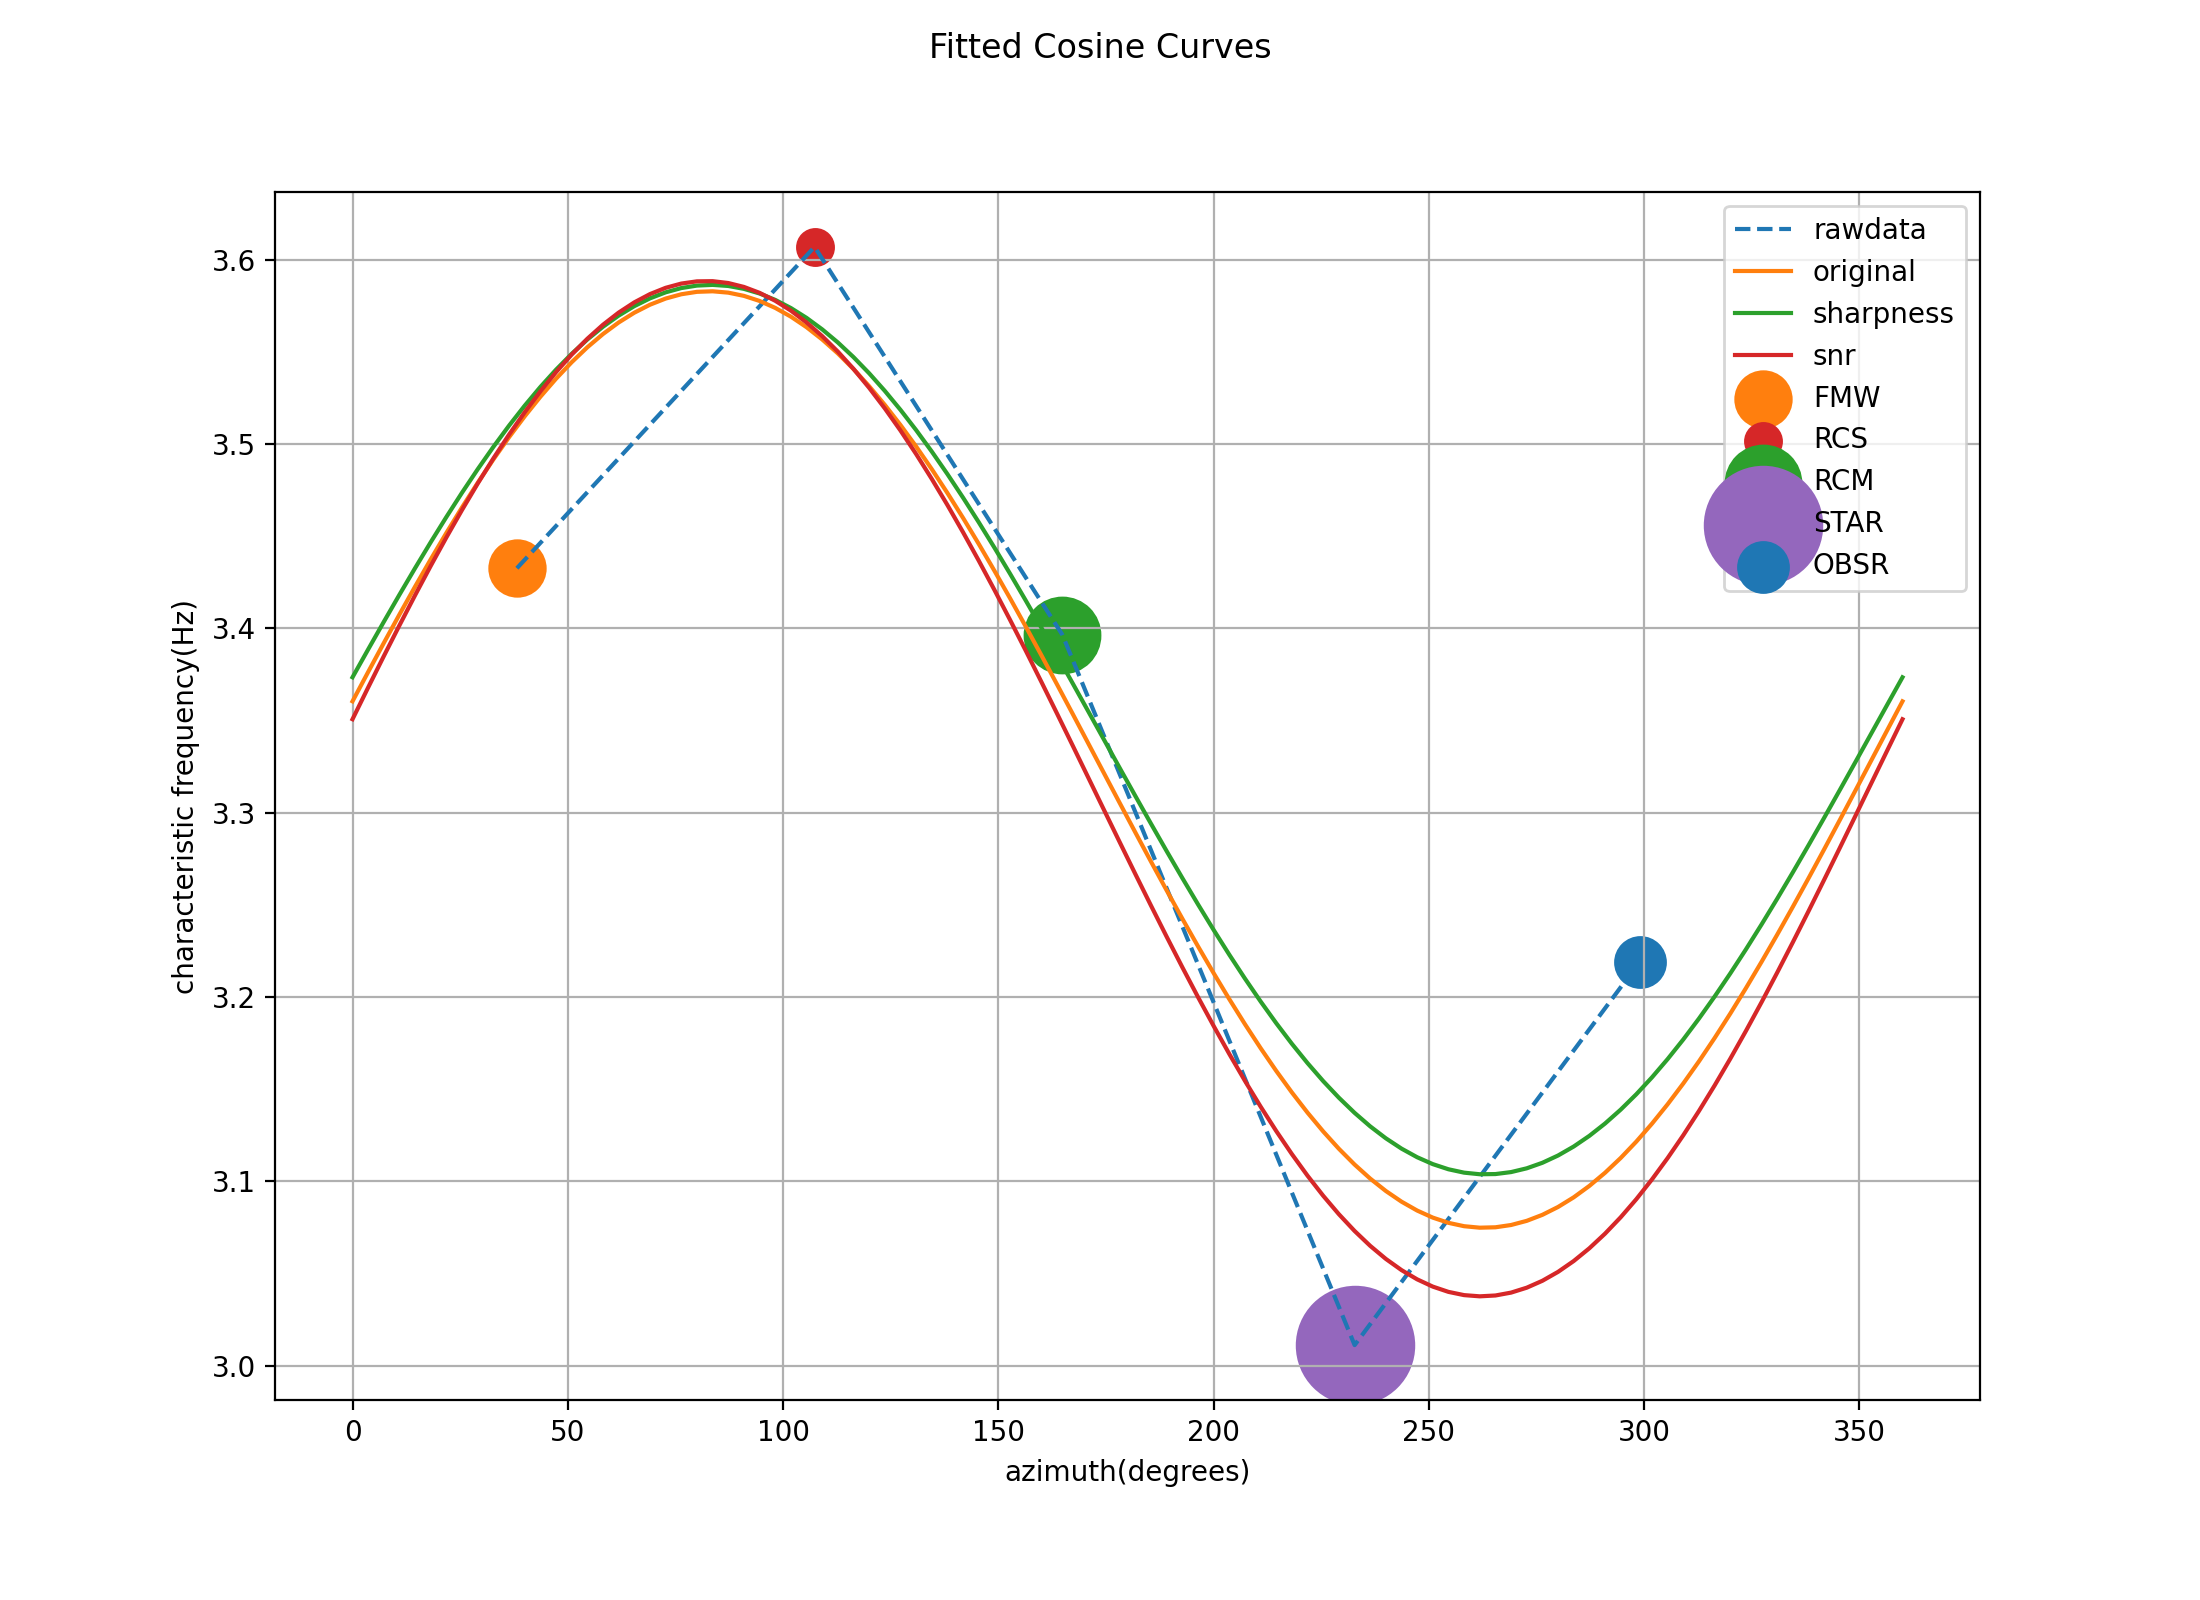 Fitted Cosine Curves
rawdata
original
sharpness
snr
FMW
RCS
RCM
STAR
OBSR
3.6
3.5
3.4
3.3
3.2
3.1
3.0
characteristic frequency(Hz)
0 50 100 150 200 250 300 350
azimuth(degrees)